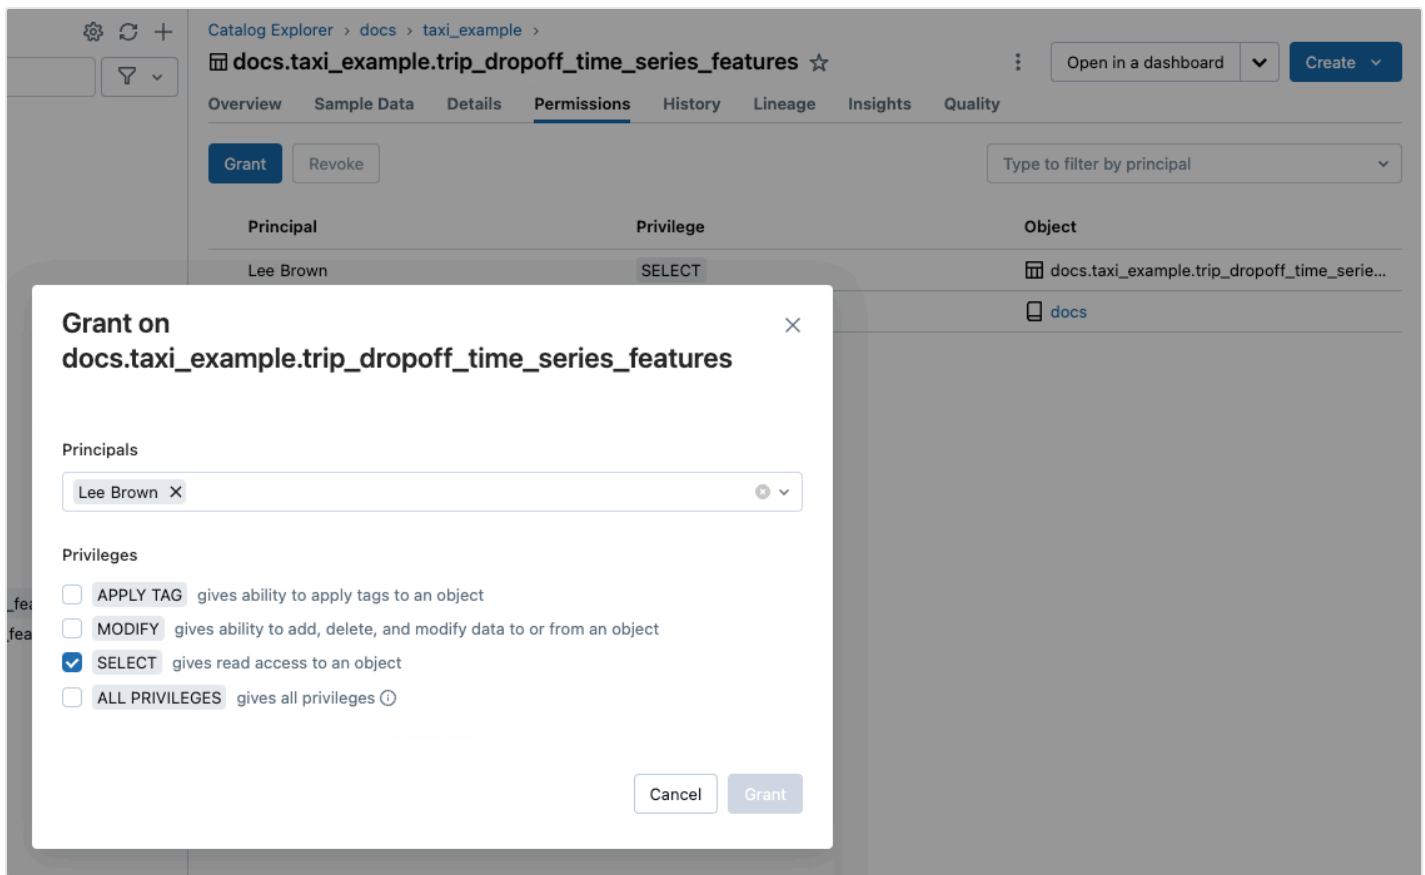 Catalog Explorer > docs > taxi_example >
docs.taxi_example.trip_dropoff_time_series_features
Open in a dashboard
Create
Overview Sample Data Details Permissions History Lineage Insights Quality
Grant Revoke
Type to filter by principal
Principal Privilege Object
Lee Brown SELECT docs.taxi_example.trip_dropoff_time_serie...
docs
Grant on
docs.taxi_example.trip_dropoff_time_series_features
Principals
Lee Brown
Privileges
APPLY TAG gives ability to apply tags to an object
_fea
MODIFY gives ability to add, delete, and modify data to or from an object
_fea
SELECT gives read access to an object
ALL PRIVILEGES gives all privileges
Cancel Grant